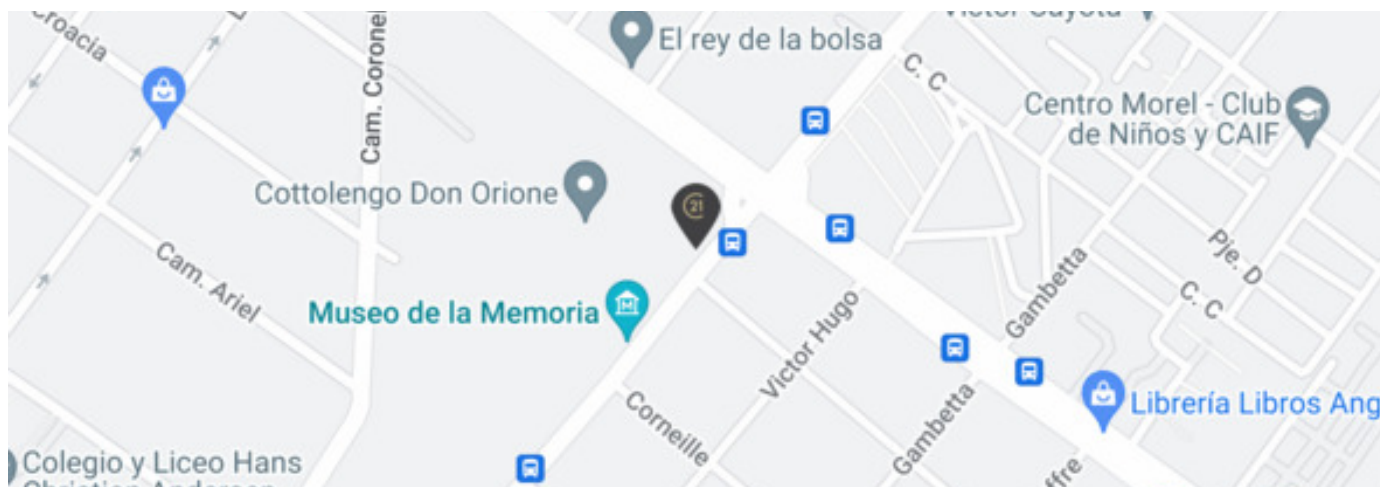 Croacia
Cam. Coronel
El rey de la bolsa
C. C
Centro Morel - Club
de Niños y CAIF
Cottolengo Don Orione
21
Cam. Ariel
Museo de la Memoria
Pje. D
Gambetta
C. C
Victor Hugo
Corneille
Gambetta
Librería Libros Ang
Colegio y Liceo Hans